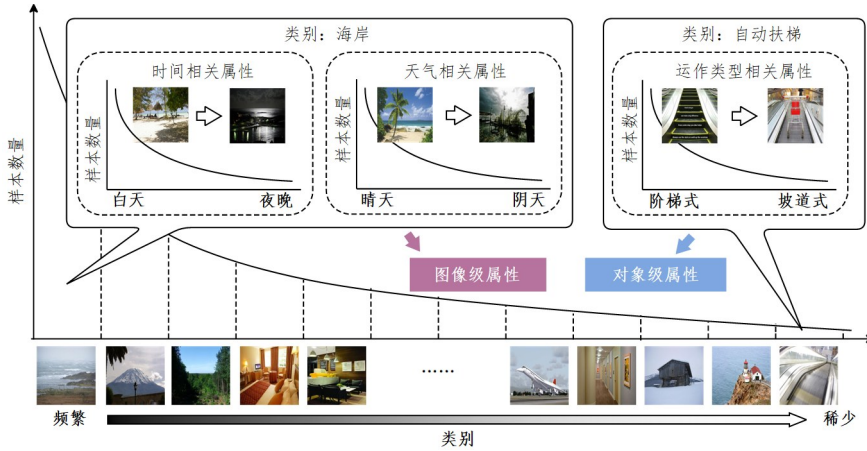 类别：海岸
类别：自动扶梯
时间相关属性
天气相关属性
运作类型相关属性
样本数量
样本数量
样本数量
样本数量
白天
夜晚
晴天
阴天
阶梯式
坡道式
图像级属性
对象级属性
……
频繁
稀少
类别